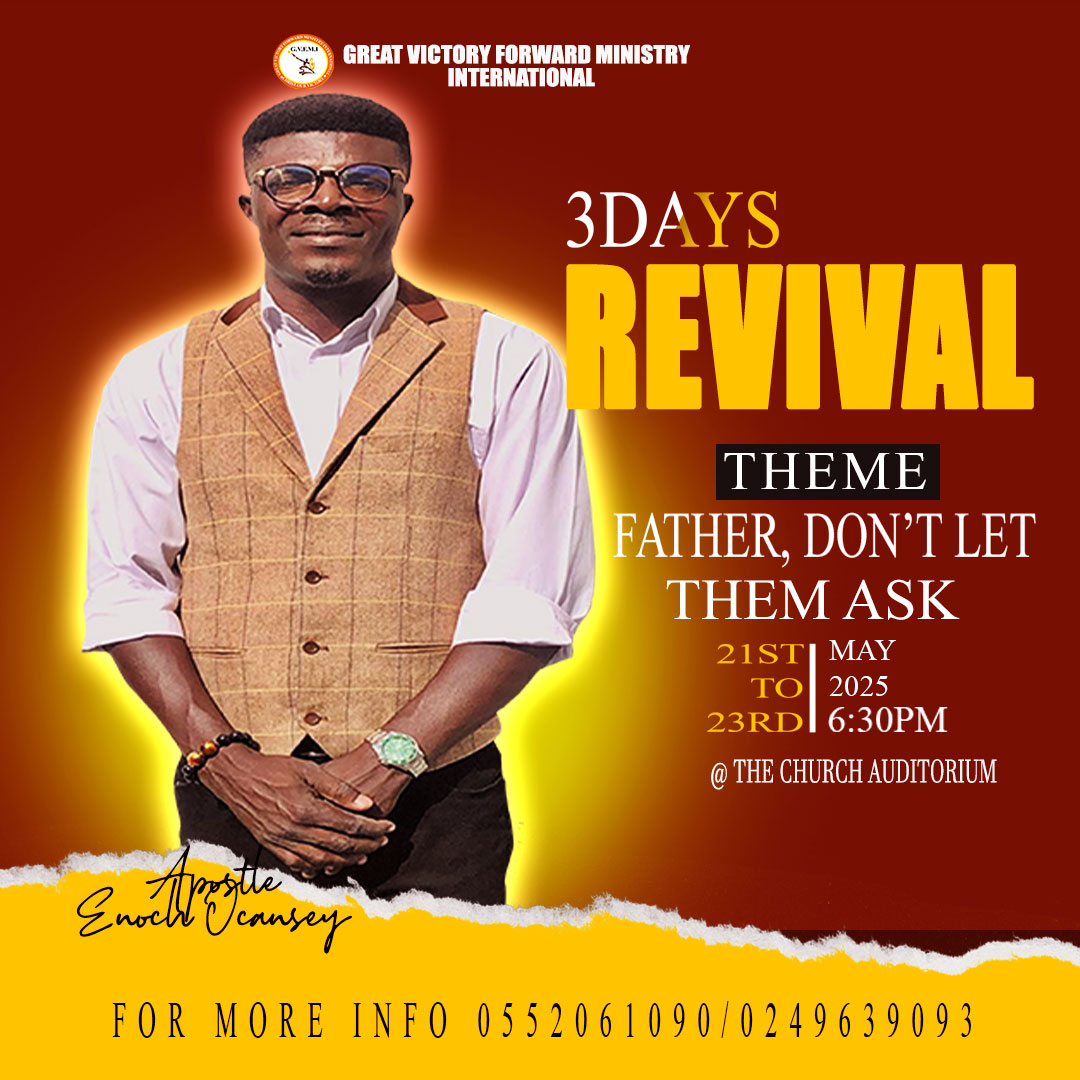 G.V.F.M.I
GREAT VICTORY FORWARD MINISTRY
INTERNATIONAL
3DAYS
REVIVAL
THEME
FATHER, DON'T LET
THEM ASK
21ST
TO
23RD
MAY
2025
6:30PM
@ THE CHURCH AUDITORIUM
Apostle
Enoch Ocansey
FOR MORE INFO 0552061090/0249639093